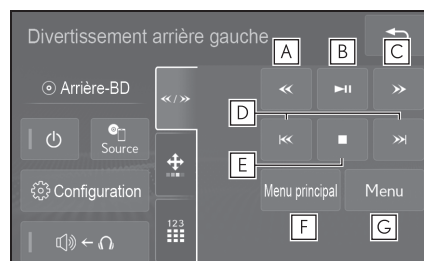 Divertissement arrière gauche
A B C
Arrière-BD
D
Source
E
Configuration
Menu principal Menu
123
F G